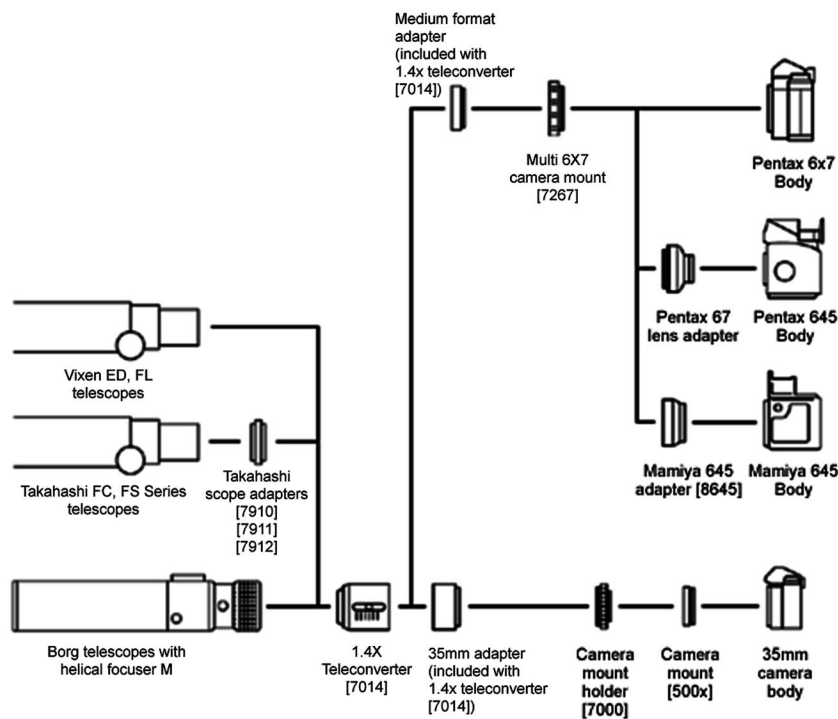 Medium format
adapter
(included with
1.4x teleconverter
[7014])
Multi 6X7
camera mount
[7267]
Pentax 6x7
Body
Pentax 67
lens adapter
Pentax 645
Body
Vixen ED, FL
telescopes
Takahashi FC, FS Series
telescopes
Takahashi
scope adapters
[7910]
[7911]
[7912]
Mamiya 645
adapter [8645]
Mamiya 645
Body
Borg telescopes with
helical focuser M
1.4X
Teleconverter
[7014]
35mm adapter
(included with
1.4x teleconverter
[7014])
Camera
mount
holder
[7000]
Camera
mount
[500x]
35mm
camera
body